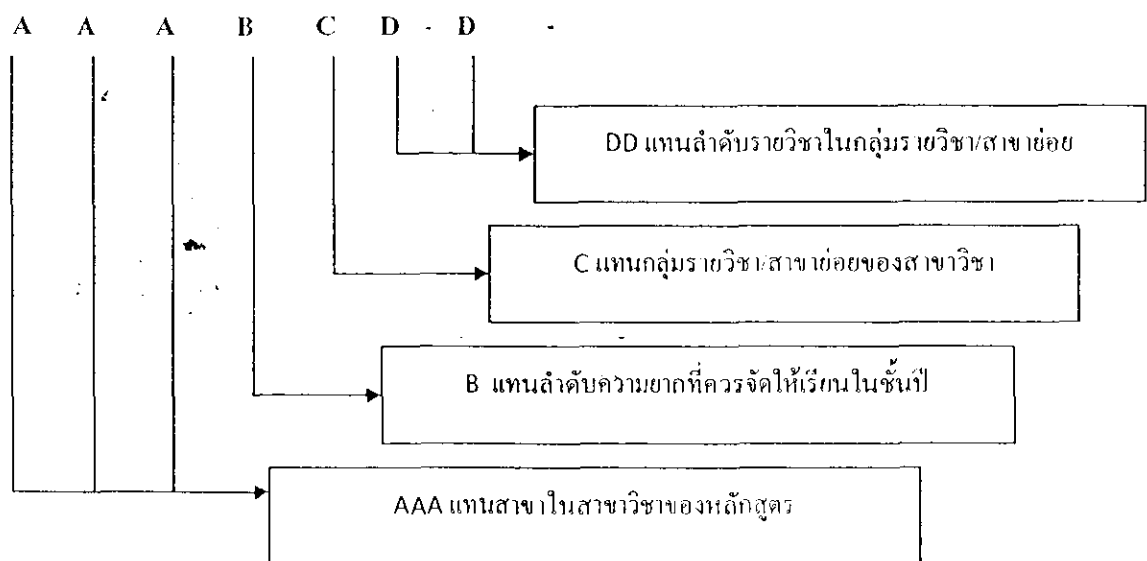 A A A B C D - D -
DD แทนลำดับรายวิชาในกลุ่มรายวิชา/สาขาย่อย
C แทนกลุ่มรายวิชา/สาขาย่อยของสาขาวิชา
B แทนลำดับความยากที่ควรจัดให้เรียนในชั้นปี
AAA แทนสาขาในสาขาวิชาของหลักสูตร